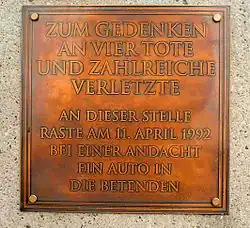 ZUM GEDENKEN
AN VIER TOTE
UND ZAHLREICHE
VERLETZTE
AN DIESER STELLE
RASTE AM 11. APRIL 1992
BEI EINER ANDACHT
EIN AUTO IN
DIE BETENDEN